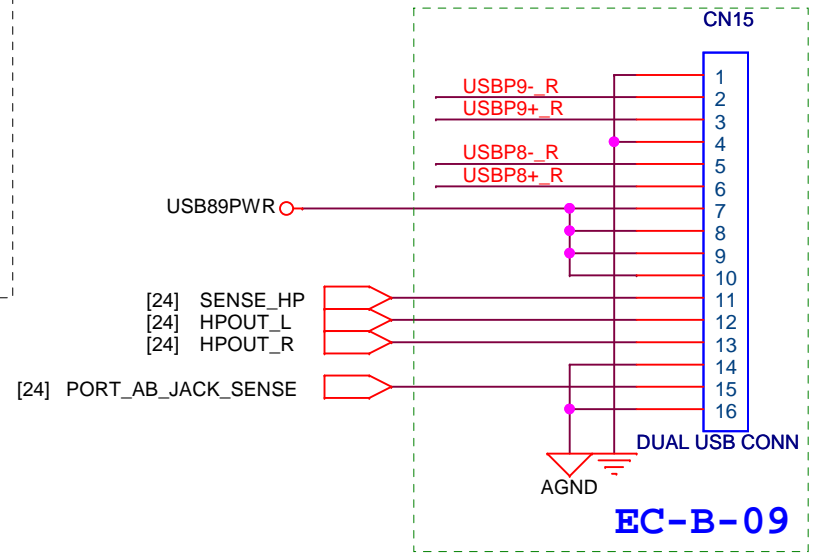 CN15
1
USBP9-_R
2
USBP9+_R
3
4
USBP8-_R
5
USBP8+_R
6
USB89PWR
7
8
9
10
[24] SENSE_HP
11
[24] HPOUT_L
12
[24] HPOUT_R
13
14
[24] PORT_AB_JACK_SENSE
15
16
DUAL USB CONN
AGND
EC-B-09